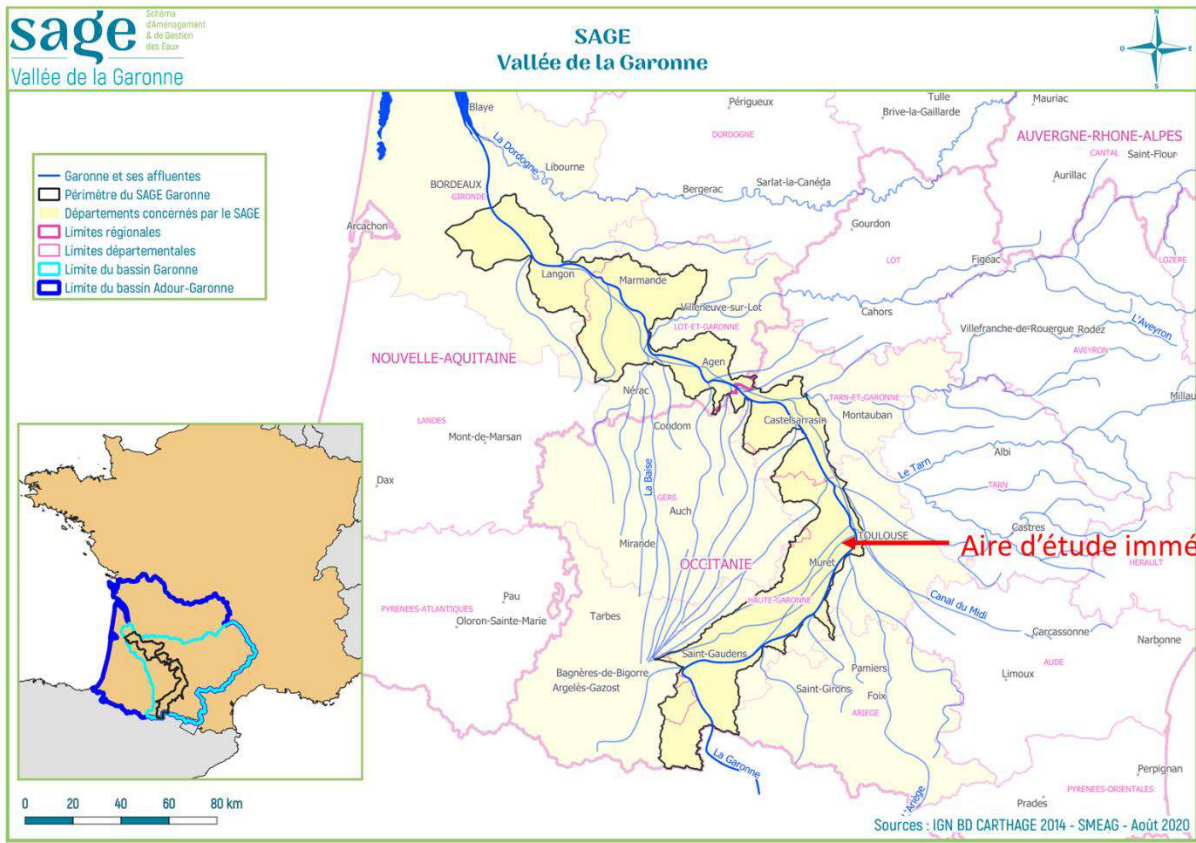 sage
Schéma
d'Aménagement
& de Gestion
des Eaux
Vallée de la Garonne
SAGE
Vallée de la Garonne
N
O
E
S
Garonne et ses affluentes
Périmètre du SAGE Garonne
Départements concernés par le SAGE
Limites régionales
Limites départementales
Limite du bassin Garonne
Limite du bassin Adour-Garonne
Blaye
La Dordogne
Libourne
BORDEAUX
GIRONDE
Arcachon
Périgueux
DORDOGNE
Tulle
Brive-la-Gaillarde
Mauriac
AUVERGNE-RHONE-ALPES
CANTAL
Saint-Flour
Aurillac
Bergerac
Sarlat-la-Canéda
Gourdon
LOT
Figeac
LOZERE
Langon
Marmande
Villeneuve-sur-Lot
LOT-ET-GARONNE
Cahors
L'Aveyron
Villefranche-de-Rouergue
Rodez
AVEYRON
NOUVELLE-AQUITAINE
Agen
Nérac
TARN-ET-GARONNE
Millau
LANDES
Condom
Castelsarrasin
Montauban
Mont-de-Marsan
La Baïse
Le Tarn
Albi
TARN
Dax
GERS
Auch
Castres
Mirande
TOULOUSE
Aire d'étude immé
HERAULT
OCCITANIE
Muret
HAUTE-GARONNE
Canal du Midi
Pau
PYRENEES-ATLANTIQUES
Oloron-Sainte-Marie
Tarbes
Carcassonne
Narbonne
Saint-Gaudens
AUDE
Bagnères-de-Bigorre
Argelès-Gazost
Pamiers
Limoux
Saint-Girons
Foix
ARIEGE
La Garonne
L'Ariège
Perpignan
PYRENEES-ORIENTALES
Prades
0 20 40 60 80 km
Sources : IGN BD CARTHAGE 2014 - SMEAG - Août 2020